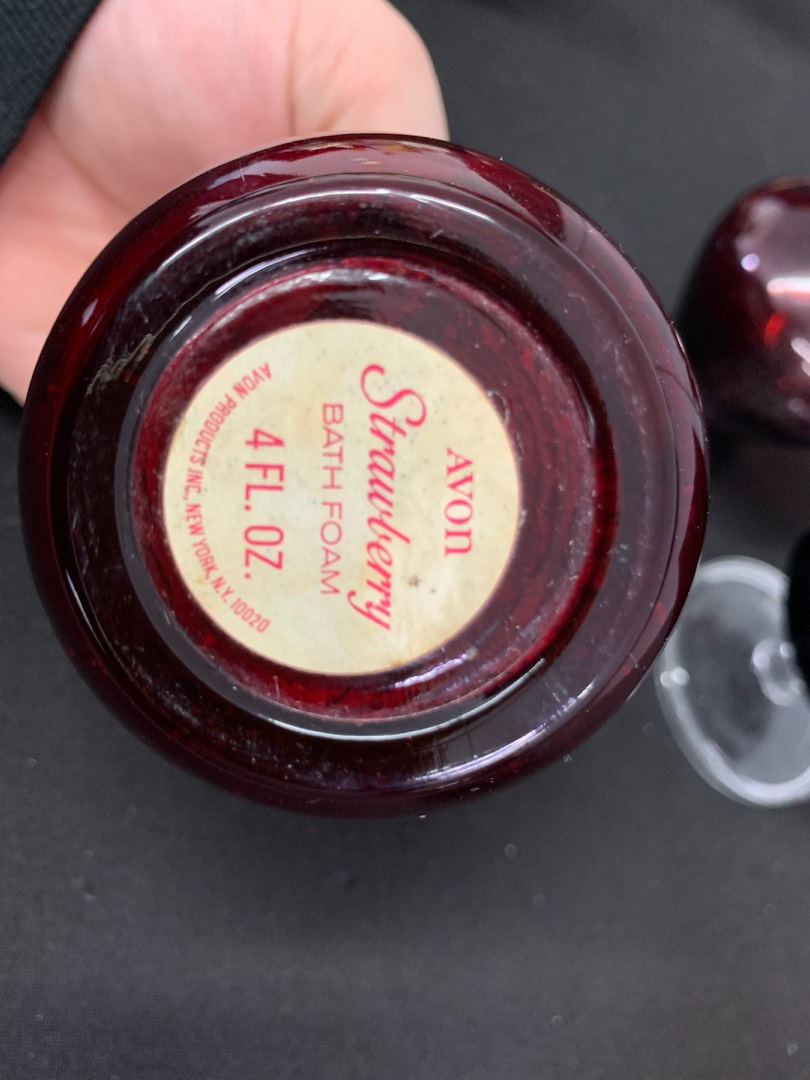 AVON
Strawberry
BATH FOAM
4 FL. OZ.
AVON PRODUCTS INC. NEW YORK, N.Y. 10020